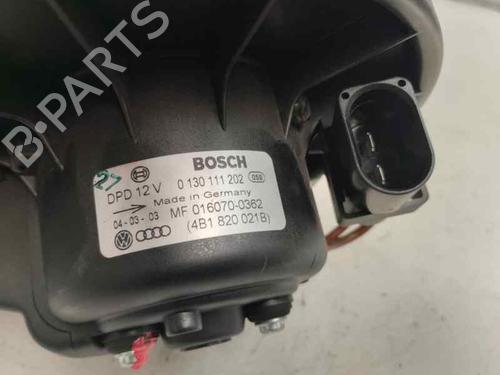 B-PARTS
27
BOSCH
DPD 12 V 0 130 111 202 059
Made in Germany
04-03-03 MF 016070-0362
(4B1 820 021B)